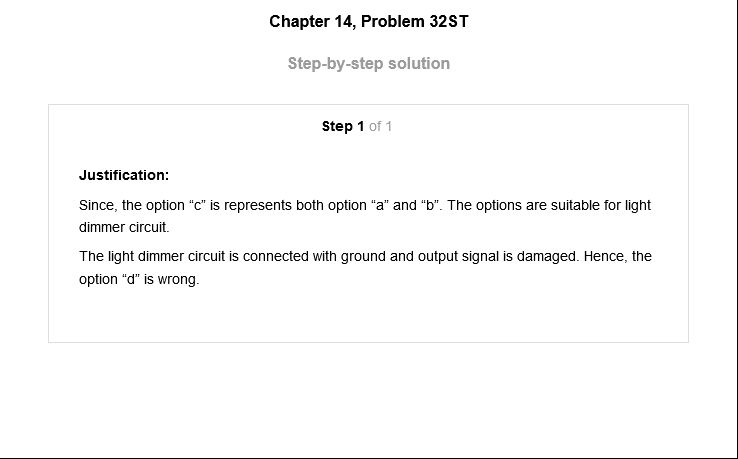 Chapter 14, Problem 32ST
Step-by-step solution
Step 1 of 1
Justification:
Since, the option “c” is represents both option “a” and “b”. The options are suitable for light
dimmer circuit.
The light dimmer circuit is connected with ground and output signal is damaged. Hence, the
option “d” is wrong.